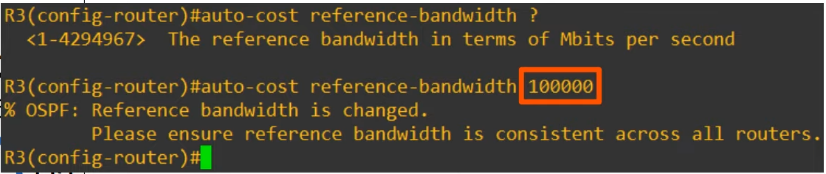 R3(config-router)#auto-cost reference-bandwidth ?
<1-4294967>  The reference bandwidth in terms of Mbits per second
R3(config-router)#auto-cost reference-bandwidth 100000
% OSPF: Reference bandwidth is changed.
Please ensure reference bandwidth is consistent across all routers.
R3(config-router)#